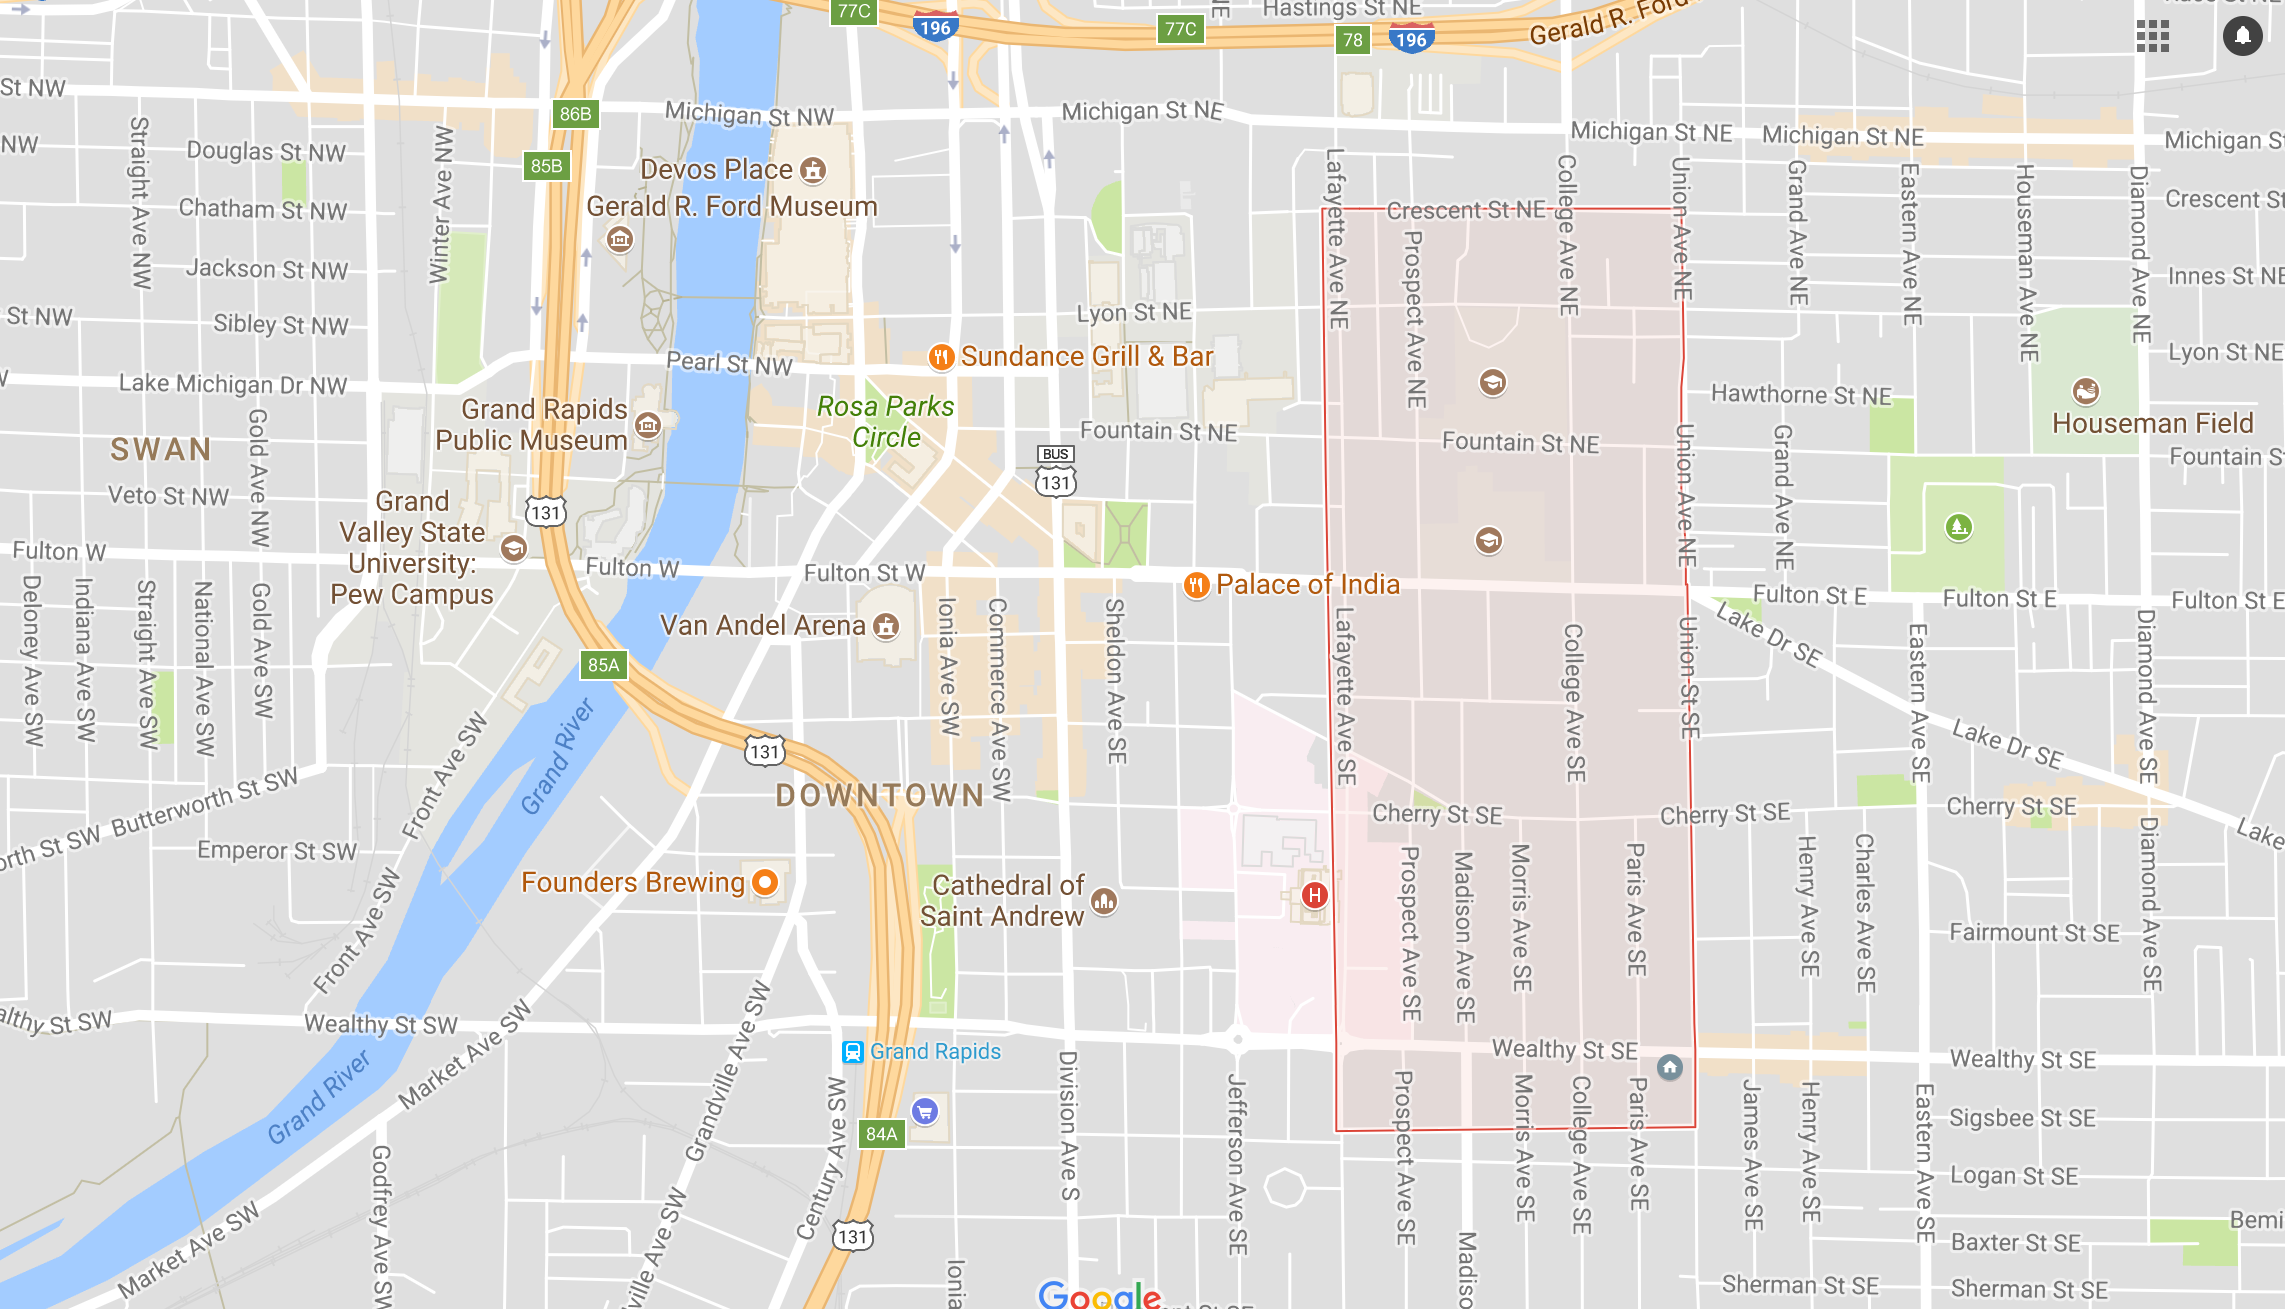 77C
196
77C
78
196
Hastings St NE
NE
Gerald R. Ford
St NW
86B
Michigan St NW
Michigan St NE
Michigan St NE
Michigan St NE
Michigan S
NW
Straight Ave NW
Douglas St NW
Winter Ave NW
85B
Devos Place
Gerald R. Ford Museum
Lafayette Ave NE
College Ave NE
Union Ave NE
Grand Ave NE
Eastern Ave NE
Houseman Ave NE
Diamond Ave NE
Crescent St
Chatham St NW
Crescent St NE
Prospect Ave NE
Jackson St NW
Innes St NE
St NW
Sibley St NW
Lyon St NE
Lyon St NE
Pearl St NW
Sundance Grill & Bar
Lake Michigan Dr NW
Hawthorne St NE
Grand Rapids
Public Museum
Rosa Parks
Circle
Houseman Field
SWAN
Gold Ave NW
Fountain St NE
Fountain St NE
Fountain S
Union Ave NE
Grand Ave NE
BUS
131
131
Veto St NW
Grand
Valley State
University:
Pew Campus
Fulton W
Fulton W
Fulton St W
Palace of India
Fulton St E
Fulton St E
Fulton St E
Deloney Ave SW
Indiana Ave SW
Straight Ave SW
National Ave SW
Gold Ave SW
Van Andel Arena
Ionia Ave SW
Commerce Ave SW
Sheldon Ave SE
Lafayette Ave SE
College Ave SE
Union St SE
Lake Dr SE
Eastern Ave SE
Diamond Ave SE
85A
Grand River
Front Ave SW
131
Lake Dr SE
DOWNTOWN
Butterworth St SW
orth St SW
Cherry St SE
Cherry St SE
Cherry St SE
Lake
Emperor St SW
Founders Brewing
Cathedral of
Saint Andrew
H
Prospect Ave SE
Madison Ave SE
Morris Ave SE
Paris Ave SE
Henry Ave SE
Charles Ave SE
Diamond Ave SE
Front Ave SW
Fairmount St SE
althy St SW
Wealthy St SW
Market Ave SW
Grandville Ave SW
Grand Rapids
Wealthy St SE
Wealthy St SE
Grand River
Century Ave SW
Division Ave S
Jefferson Ave SE
Prospect Ave SE
Morris Ave SE
College Ave SE
Paris Ave SE
James Ave SE
Henry Ave SE
Eastern Ave SE
Sigsbee St SE
84A
Godfrey Ave SW
Logan St SE
Market Ave SW
ville Ave SW
131
Madiso
Bemi
Baxter St SE
Ionia
Google
Sherman St SE
Sherman St SE